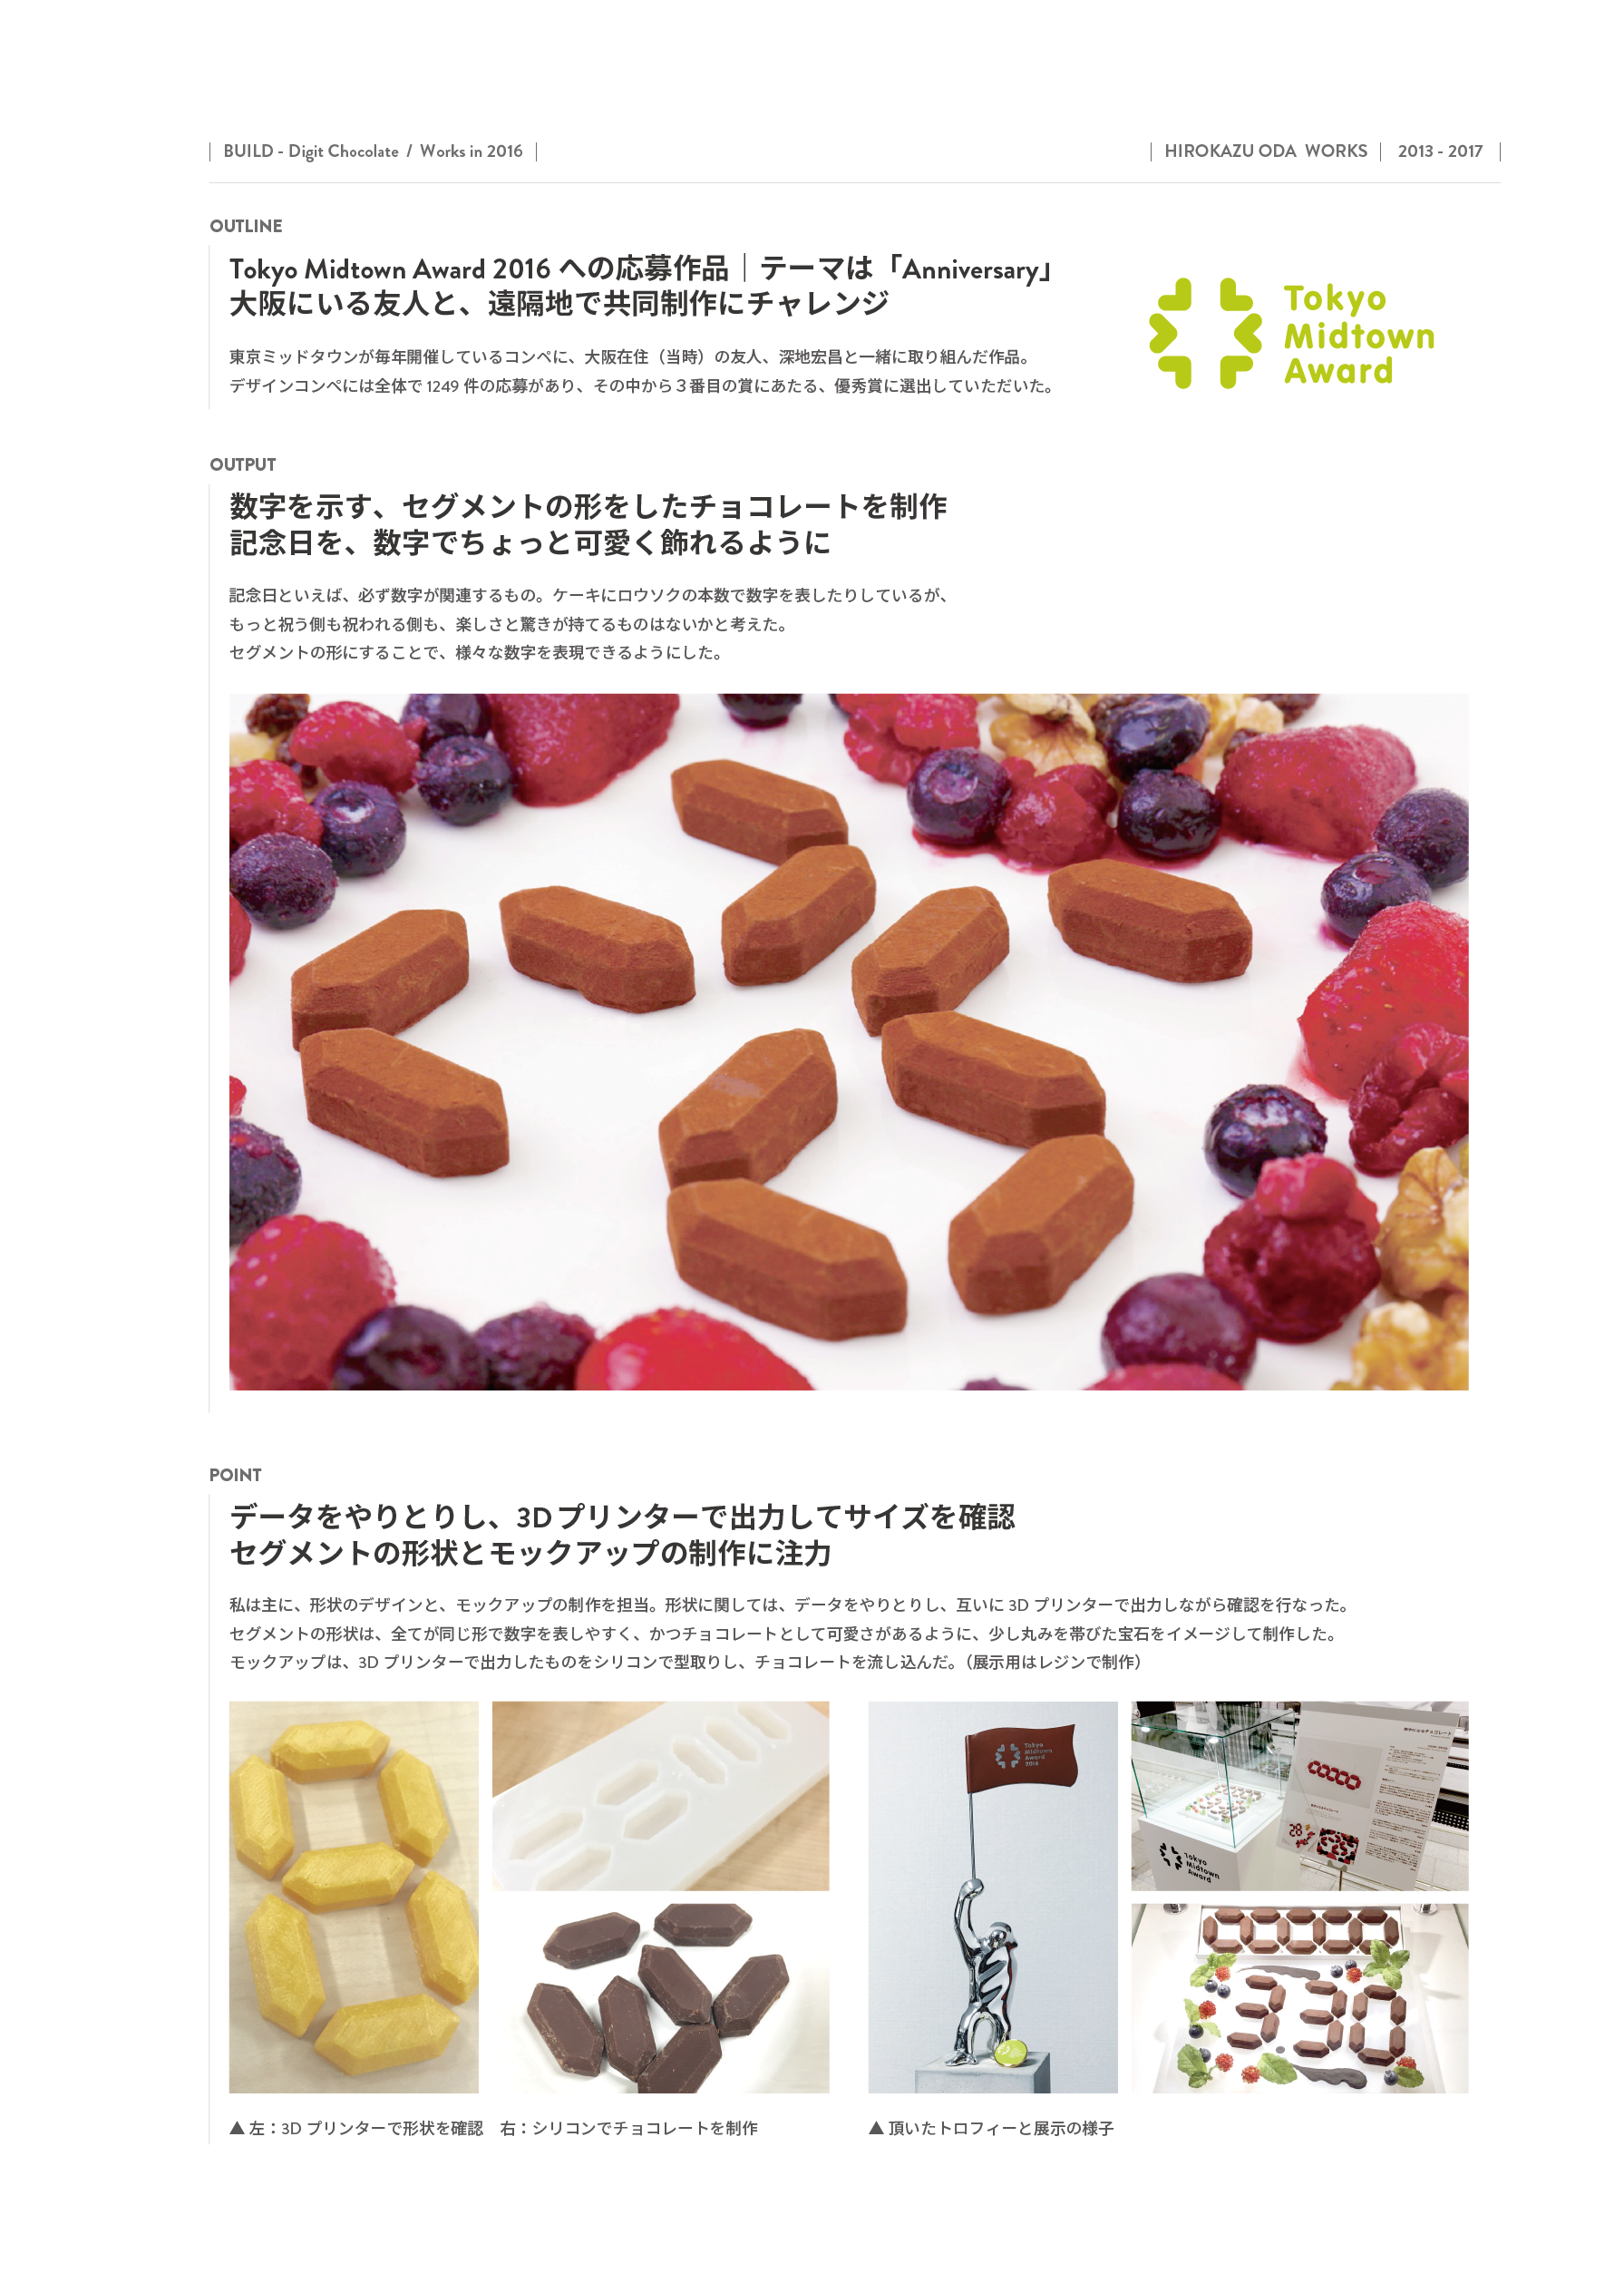 BUILD - Digit Chocolate / Works in 2016
HIROKAZU ODA WORKS 2013 - 2017
OUTLINE
Tokyo Midtown Award 2016 への応募作品｜テーマは「Anniversary」
大阪にいる友人と、遠隔地で共同制作にチャレンジ
東京ミッドタウンが毎年開催しているコンペに、大阪在住（当時）の友人、深地宏昌と一緒に取り組んだ作品。
デザインコンペには全体で 1249 件の応募があり、その中から３番目の賞にあたる、優秀賞に選出していただいた。
Tokyo
Midtown
Award
OUTPUT
数字を示す、セグメントの形をしたチョコレートを制作
記念日を、数字でちょっと可愛く飾れるように
記念日といえば、必ず数字が関連するもの。ケーキにロウソクの本数で数字を表したりしているが、
もっと祝う側も祝われる側も、楽しさと驚きが持てるものはないかと考えた。
セグメントの形にすることで、様々な数字を表現できるようにした。
POINT
データをやりとりし、3Dプリンターで出力してサイズを確認
セグメントの形状とモックアップの制作に注力
私は主に、形状のデザインと、モックアップの制作を担当。形状に関しては、データをやりとりし、互いに 3D プリンターで出力しながら確認を行なった。
セグメントの形状は、全てが同じ形で数字を表しやすく、かつチョコレートとして可愛さがあるように、少し丸みを帯びた宝石をイメージして制作した。
モックアップは、3D プリンターで出力したものをシリコンで型取りし、チョコレートを流し込んだ。（展示用はレジンで制作）
Tokyo
Midtown
Award
2016
Tokyo
Midtown
Award
28
▲ 左：3D プリンターで形状を確認　右：シリコンでチョコレートを制作
▲ 頂いたトロフィーと展示の様子